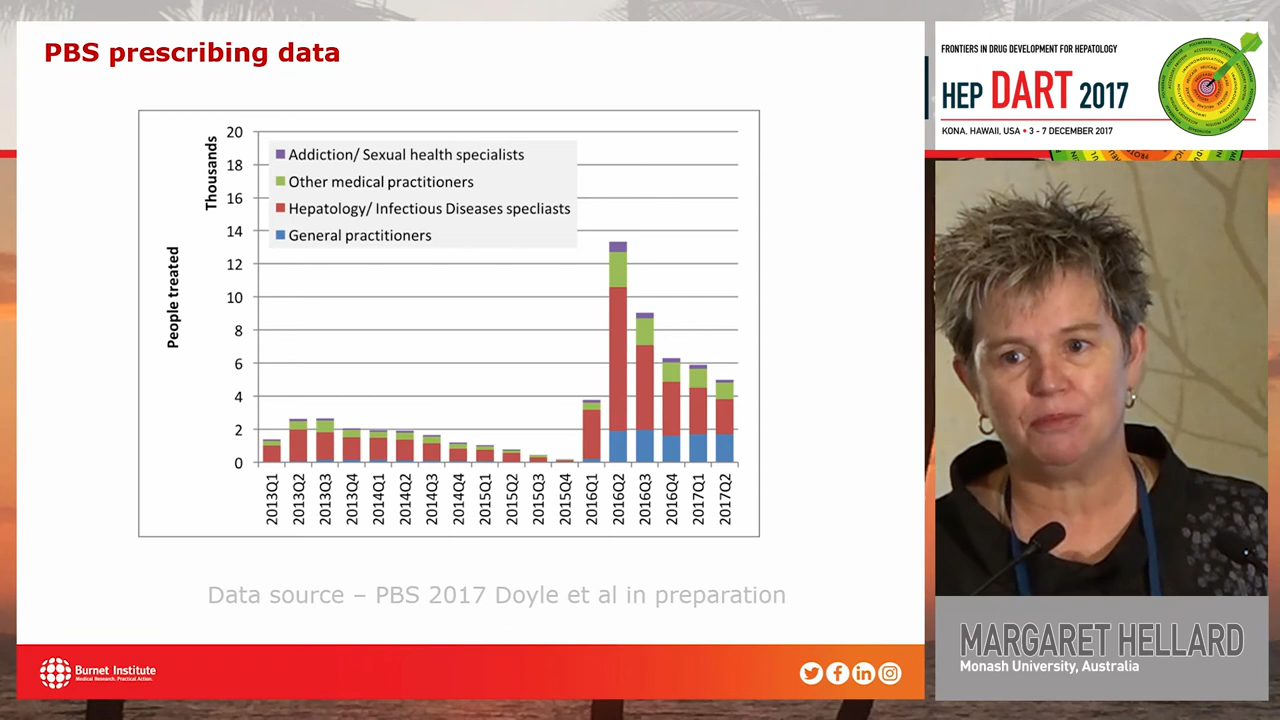 PBS prescribing data
20
18
16
14
12
10
8
6
4
2
0
Thousands
People treated
Addiction/ Sexual health specialists
Other medical practitioners
Hepatology/ Infectious Diseases specliasts
General practitioners
2013Q1
2013Q2
2013Q3
2013Q4
2014Q1
2014Q2
2014Q3
2014Q4
2015Q1
2015Q2
2015Q3
2015Q4
2016Q1
2016Q2
2016Q3
2016Q4
2017Q1
2017Q2
Data source – PBS 2017 Doyle et al in preparation
Burnet Institute
Medical Research. Practical Action.
FRONTIERS IN DRUG DEVELOPMENT FOR HEPATOLOGY
HEP DART 2017
KONA, HAWAII, USA • 3 - 7 DECEMBER 2017
MARGARET HELLARD
Monash University, Australia